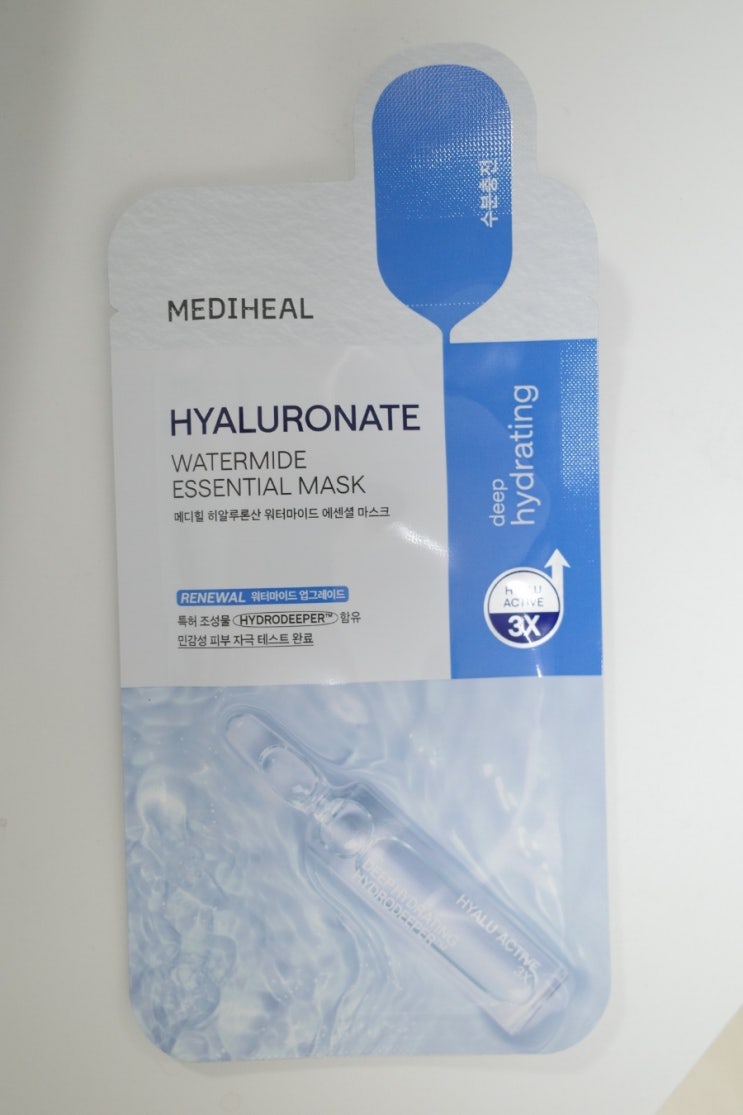 수분충전
MEDIHEAL
HYALURONATE
WATERMIDE
ESSENTIAL MASK
메디힐 히알루론산 워터마이드 에센셜 마스크
deep
hydrating
HYALU
ACTIVE
3X
RENEWAL 워터마이드 업그레이드
특허 조성물 HYDRODEEPER™ 함유
민감성 피부 자극 테스트 완료
DEEP HYDRATING
HYDRODEEPER™
HYALU ACTIVE
3X